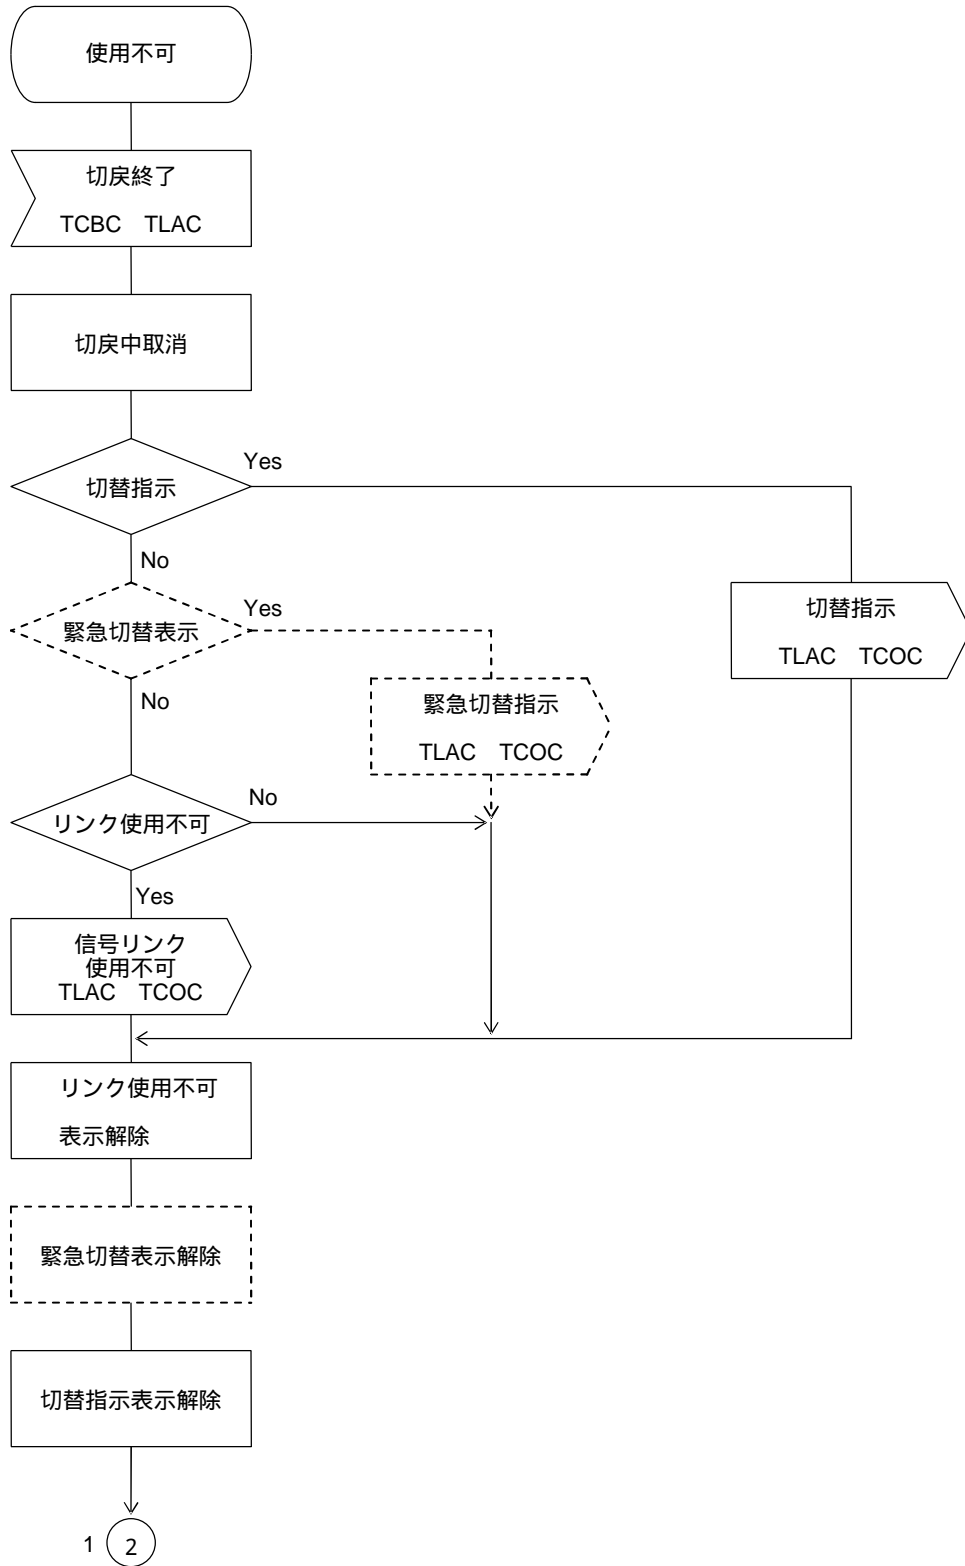 使用不可
切戻終了
TCBC TLAC
切戻中取消
Yes
切替指示
No
Yes
緊急切替表示
切替指示
TLAC TCOC
No
緊急切替指示
TLAC TCOC
No
リンク使用不可
Yes
信号リンク
使用不可
TLAC TCOC
リンク使用不可
表示解除
緊急切替表示解除
切替指示表示解除
1 2